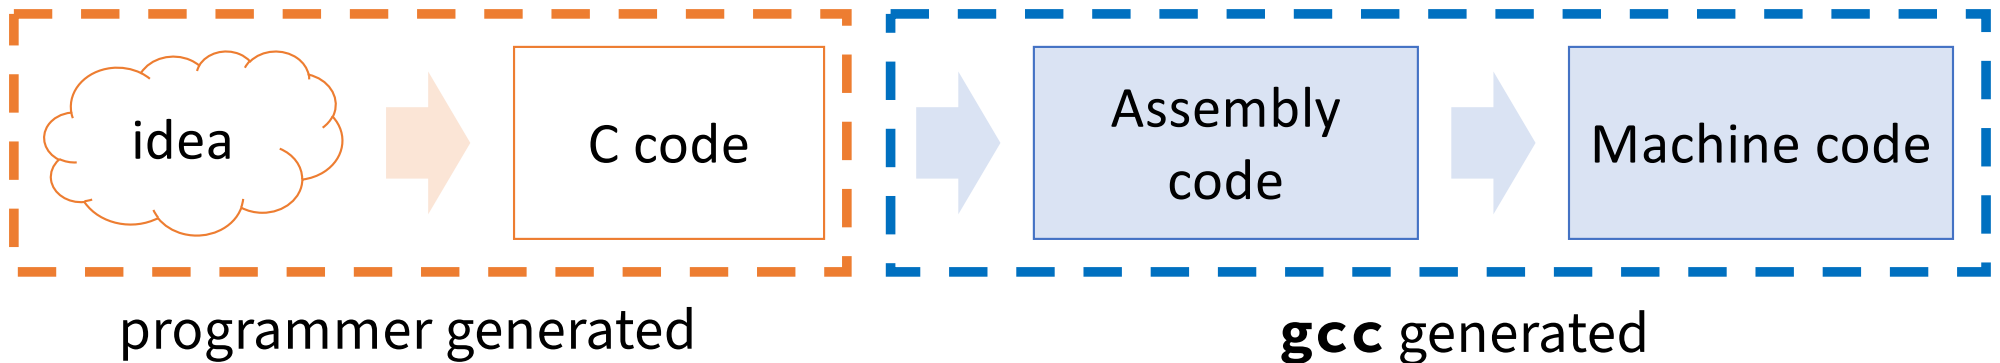 idea
C code
Assembly
code
Machine code
programmer generated
gcc generated